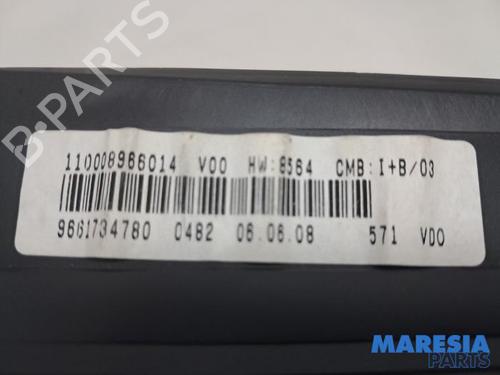 B-PARTS
110008966014 V00 HW:8564 CMB:I+B/03
9661734780 0482 06.06.08 571 VDO
MARESIA
PARTS